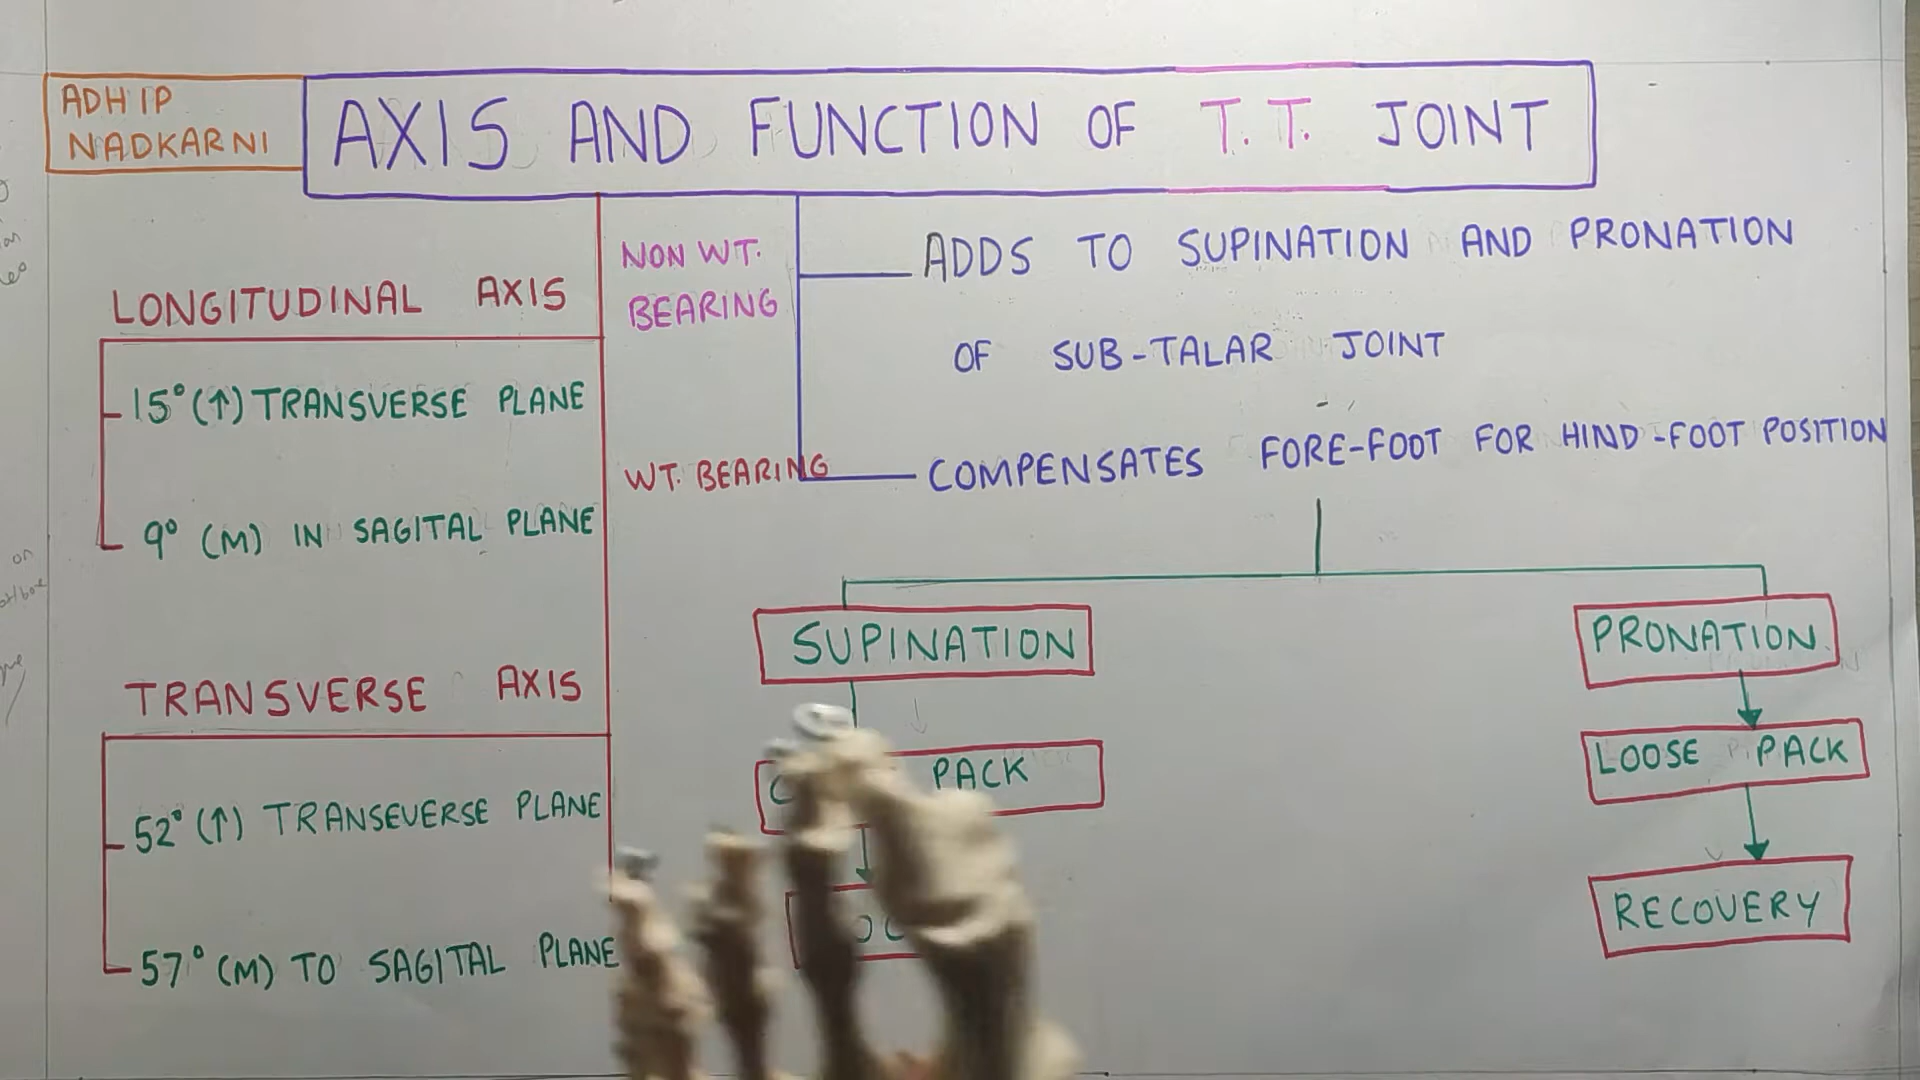 ADHIP
NADKARNI
AXIS AND FUNCTION OF T.T. JOINT
LONGITUDINAL AXIS
15° (↑) TRANSVERSE PLANE
9° (M) IN SAGITAL PLANE
TRANSVERSE AXIS
52° (↑) TRANSEVERSE PLANE
57° (M) TO SAGITAL PLANE
NON WT.
BEARING
ADDS TO SUPINATION AND PRONATION
OF SUB-TALAR JOINT
WT. BEARING
COMPENSATES FORE-FOOT FOR HIND-FOOT POSITION
SUPINATION
PACK
PRONATION
LOOSE PACK
RECOVERY